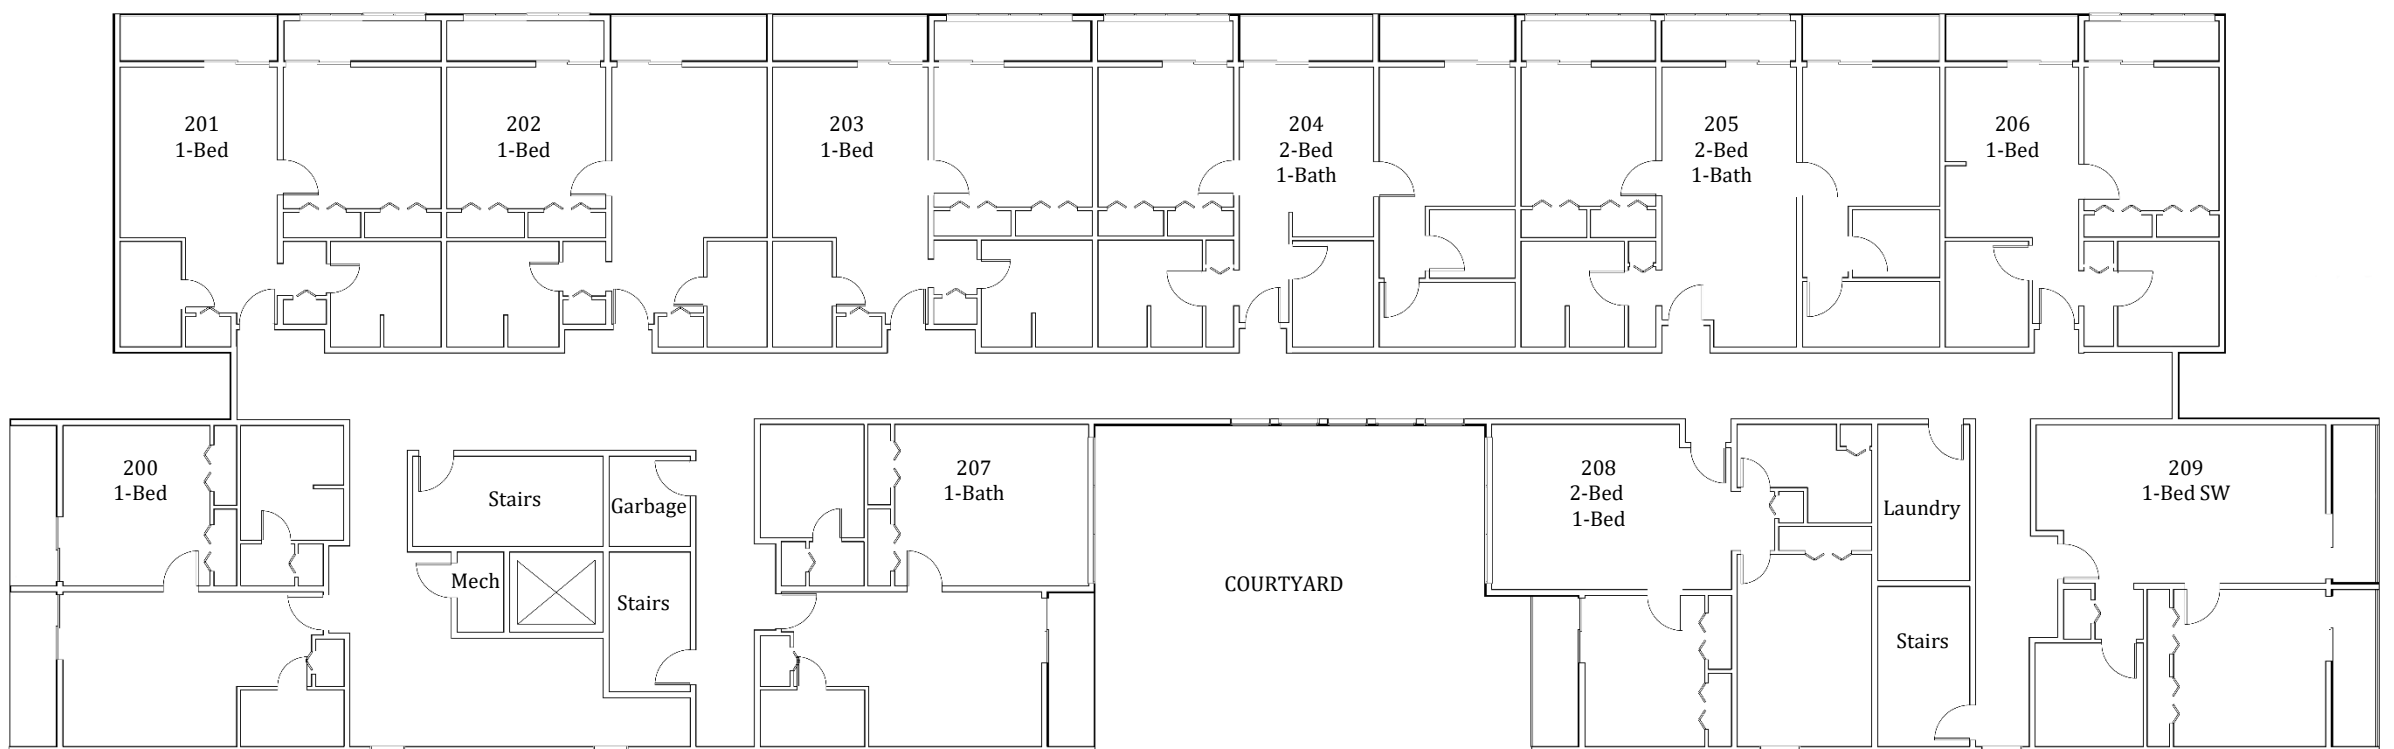 201
1-Bed
202
1-Bed
203
1-Bed
204
2-Bed
1-Bath
205
2-Bed
1-Bath
206
1-Bed
200
1-Bed
Stairs
Garbage
Mech
Stairs
207
1-Bath
COURTYARD
208
2-Bed
1-Bed
Laundry
Stairs
209
1-Bed SW